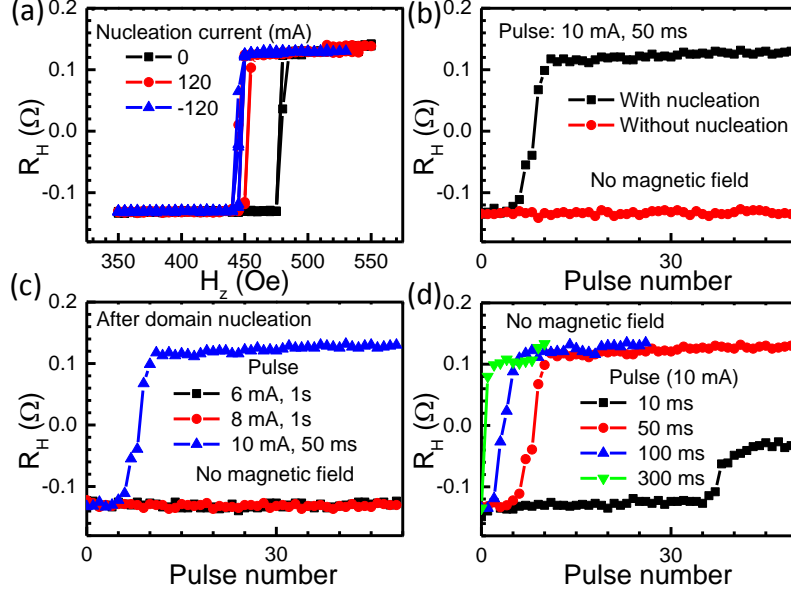 (a)
Nucleation current (mA)
0
120
-120
0.2
0.1
0.0
-0.1
R_H (Ω)
350 400 450 500 550
H_z (Oe)
(b)
Pulse: 10 mA, 50 ms
With nucleation
Without nucleation
No magnetic field
0.2
0.1
0.0
-0.1
R_H (Ω)
0 30
Pulse number
(c)
After domain nucleation
Pulse
6 mA, 1s
8 mA, 1s
10 mA, 50 ms
No magnetic field
0.2
0.1
0.0
-0.1
R_H (Ω)
0 30
Pulse number
(d)
No magnetic field
Pulse (10 mA)
10 ms
50 ms
100 ms
300 ms
0.2
0.1
0.0
-0.1
R_H (Ω)
0 30
Pulse number